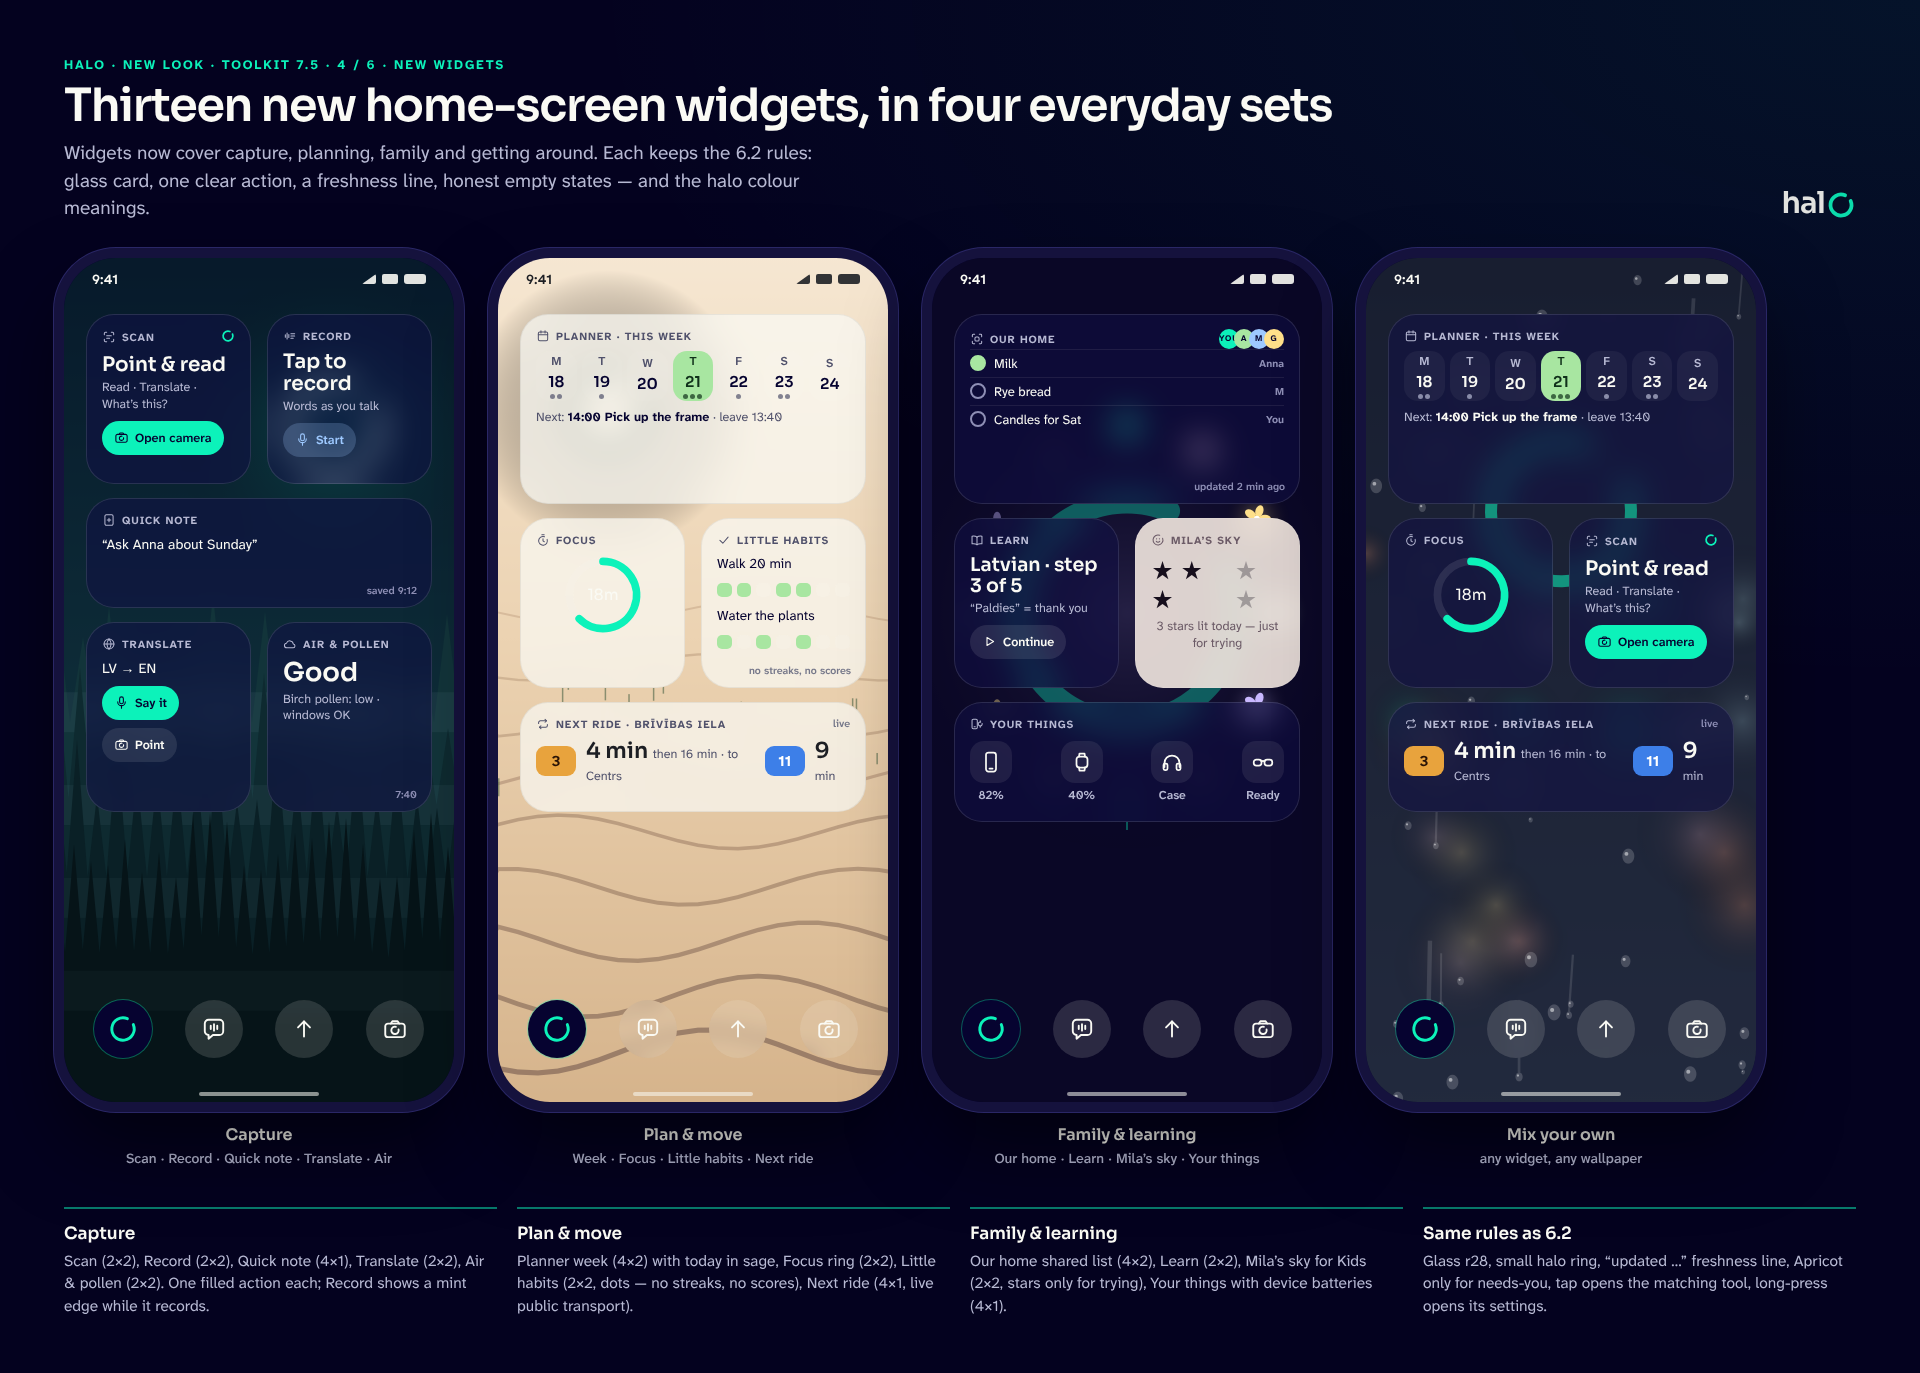 HALO · NEW LOOK · TOOLKIT 7.5 · 4 / 6 · NEW WIDGETS
Thirteen new home-screen widgets, in four everyday sets
Widgets now cover capture, planning, family and getting around. Each keeps the 6.2 rules:
glass card, one clear action, a freshness line, honest empty states — and the halo colour
meanings.
hal
9:41
SCAN
Point & read
Read · Translate ·
What's this?
Open camera
RECORD
Tap to
record
Words as you talk
Start
QUICK NOTE
“Ask Anna about Sunday”
saved 9:12
TRANSLATE
LV → EN
Say it
Point
AIR & POLLEN
Good
Birch pollen: low ·
windows OK
7:40
Capture
Scan · Record · Quick note · Translate · Air
9:41
PLANNER · THIS WEEK
M T W T F S S
18 19 20 21 22 23 24
Next: 14:00 Pick up the frame · leave 13:40
FOCUS
18m
LITTLE HABITS
Walk 20 min
Water the plants
no streaks, no scores
NEXT RIDE · BRĪVĪBAS IELA
live
3
4 min then 16 min · to
Centrs
11
9
min
Plan & move
Week · Focus · Little habits · Next ride
9:41
OUR HOME
YOU A M G
Milk Anna
Rye bread M
Candles for Sat You
updated 2 min ago
LEARN
Latvian · step
3 of 5
“Paldies” = thank you
Continue
MILA'S SKY
3 stars lit today — just
for trying
YOUR THINGS
82% 40% Case Ready
Family & learning
Our home · Learn · Mila's sky · Your things
9:41
PLANNER · THIS WEEK
M T W T F S S
18 19 20 21 22 23 24
Next: 14:00 Pick up the frame · leave 13:40
FOCUS
18m
SCAN
Point & read
Read · Translate ·
What's this?
Open camera
NEXT RIDE · BRĪVĪBAS IELA
live
3
4 min then 16 min · to
Centrs
11
9
min
Mix your own
any widget, any wallpaper
Capture
Scan (2×2), Record (2×2), Quick note (4×1), Translate (2×2), Air
& pollen (2×2). One filled action each; Record shows a mint
edge while it records.
Plan & move
Planner week (4×2) with today in sage, Focus ring (2×2), Little
habits (2×2, dots — no streaks, no scores), Next ride (4×1, live
public transport).
Family & learning
Our home shared list (4×2), Learn (2×2), Mila's sky for Kids
(2×2, stars only for trying), Your things with device batteries
(4×1).
Same rules as 6.2
Glass r28, small halo ring, “updated …” freshness line, Apricot
only for needs-you, tap opens the matching tool, long-press
opens its settings.